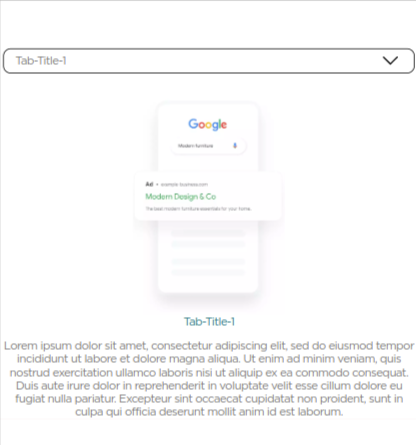 Tab-Title-1
Google
Modern furniture
Ad • example-business.com
Modern Design & Co
The best modern furniture essentials for your home.
Tab-Title-1
Lorem ipsum dolor sit amet, consectetur adipiscing elit, sed do eiusmod tempor
incididunt ut labore et dolore magna aliqua. Ut enim ad minim veniam, quis
nostrud exercitation ullamco laboris nisi ut aliquip ex ea commodo consequat.
Duis aute irure dolor in reprehenderit in voluptate velit esse cillum dolore eu
fugiat nulla pariatur. Excepteur sint occaecat cupidatat non proident, sunt in
culpa qui officia deserunt mollit anim id est laborum.